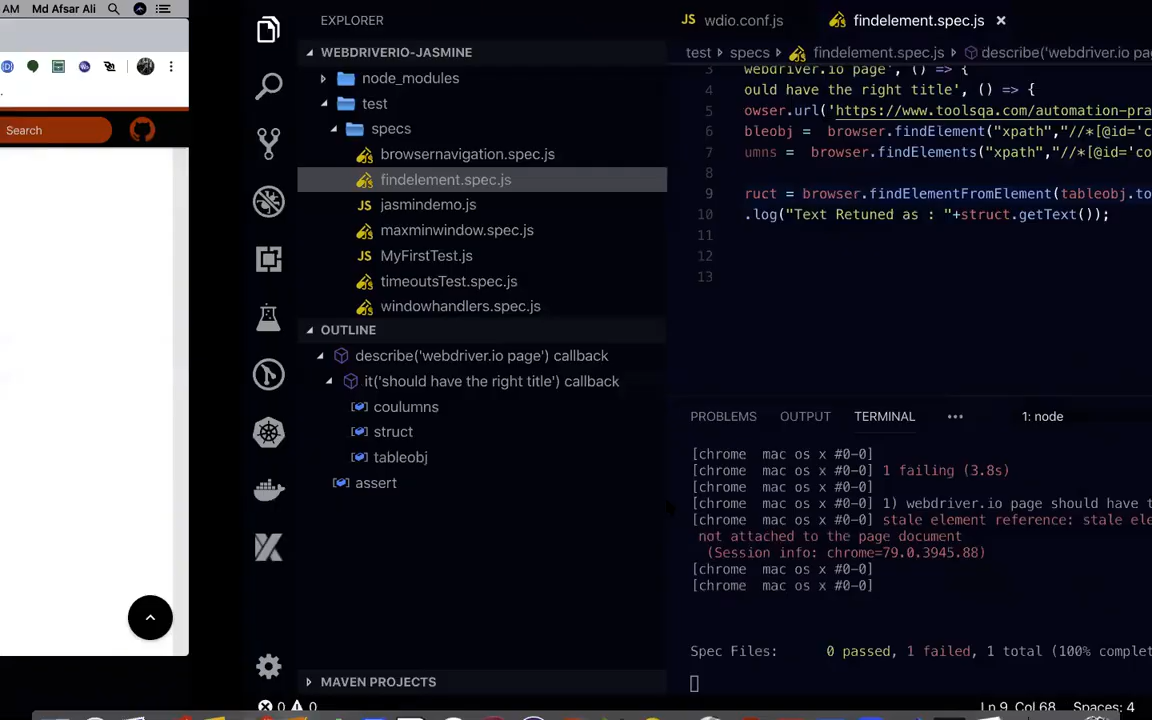 AM Md Afsar Ali
Search
EXPLORER
WEBDRIVERIO-JASMINE
node_modules
test
specs
browsernavigation.spec.js
findelement.spec.js
jasmindemo.js
maxminwindow.spec.js
MyFirstTest.js
timeoutsTest.spec.js
windowhandlers.spec.js
OUTLINE
describe('webdriver.io page') callback
it('should have the right title') callback
coulumns
struct
tableobj
assert
MAVEN PROJECTS
0 0
JS wdio.conf.js findelement.spec.js
test › specs › findelement.spec.js › describe('webdriver.io pa
3 webdriver.io page', () => {
4 ould have the right title', () => {
5 owser.url('https://www.toolsqa.com/automation-pra
6 bleobj = browser.findElement("xpath","//*[@id='co
7 umns = browser.findElements("xpath","//*[@id='co
8
9 ruct = browser.findElementFromElement(tableobj.to
10 .log("Text Retuned as : "+struct.getText());
11
12
13
PROBLEMS OUTPUT TERMINAL ••• 1: node
[chrome mac os x #0-0]
[chrome mac os x #0-0] 1 failing (3.8s)
[chrome mac os x #0-0]
[chrome mac os x #0-0] 1) webdriver.io page should have t
[chrome mac os x #0-0] stale element reference: stale ele
not attached to the page document
(Session info: chrome=79.0.3945.88)
[chrome mac os x #0-0]
[chrome mac os x #0-0]
Spec Files: 0 passed, 1 failed, 1 total (100% complet
Ln 9, Col 68 Spaces: 4